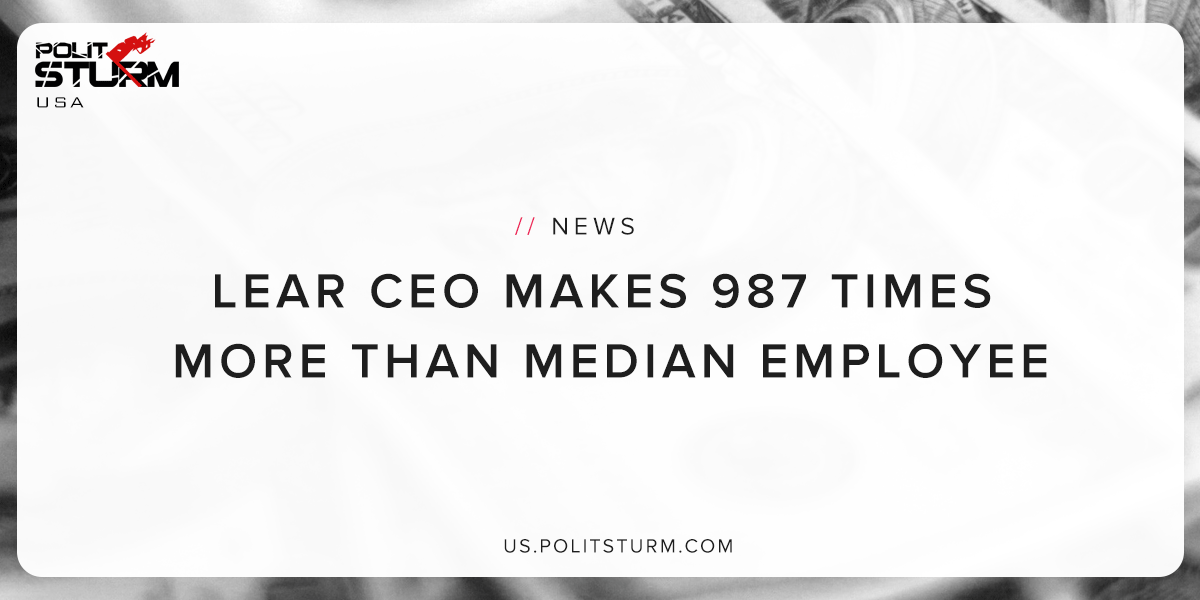 POLIT
STURM
USA
// NEWS
LEAR CEO MAKES 987 TIMES
MORE THAN MEDIAN EMPLOYEE
US.POLITSTURM.COM